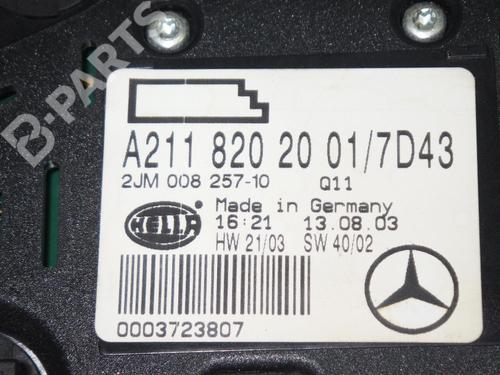 B-PARTS
A211 820 20 01/7D43
2JM 008 257-10 Q11
HELLA
Made in Germany
16:21 13.08.03
HW 21/03 SW 40/02
0003723807